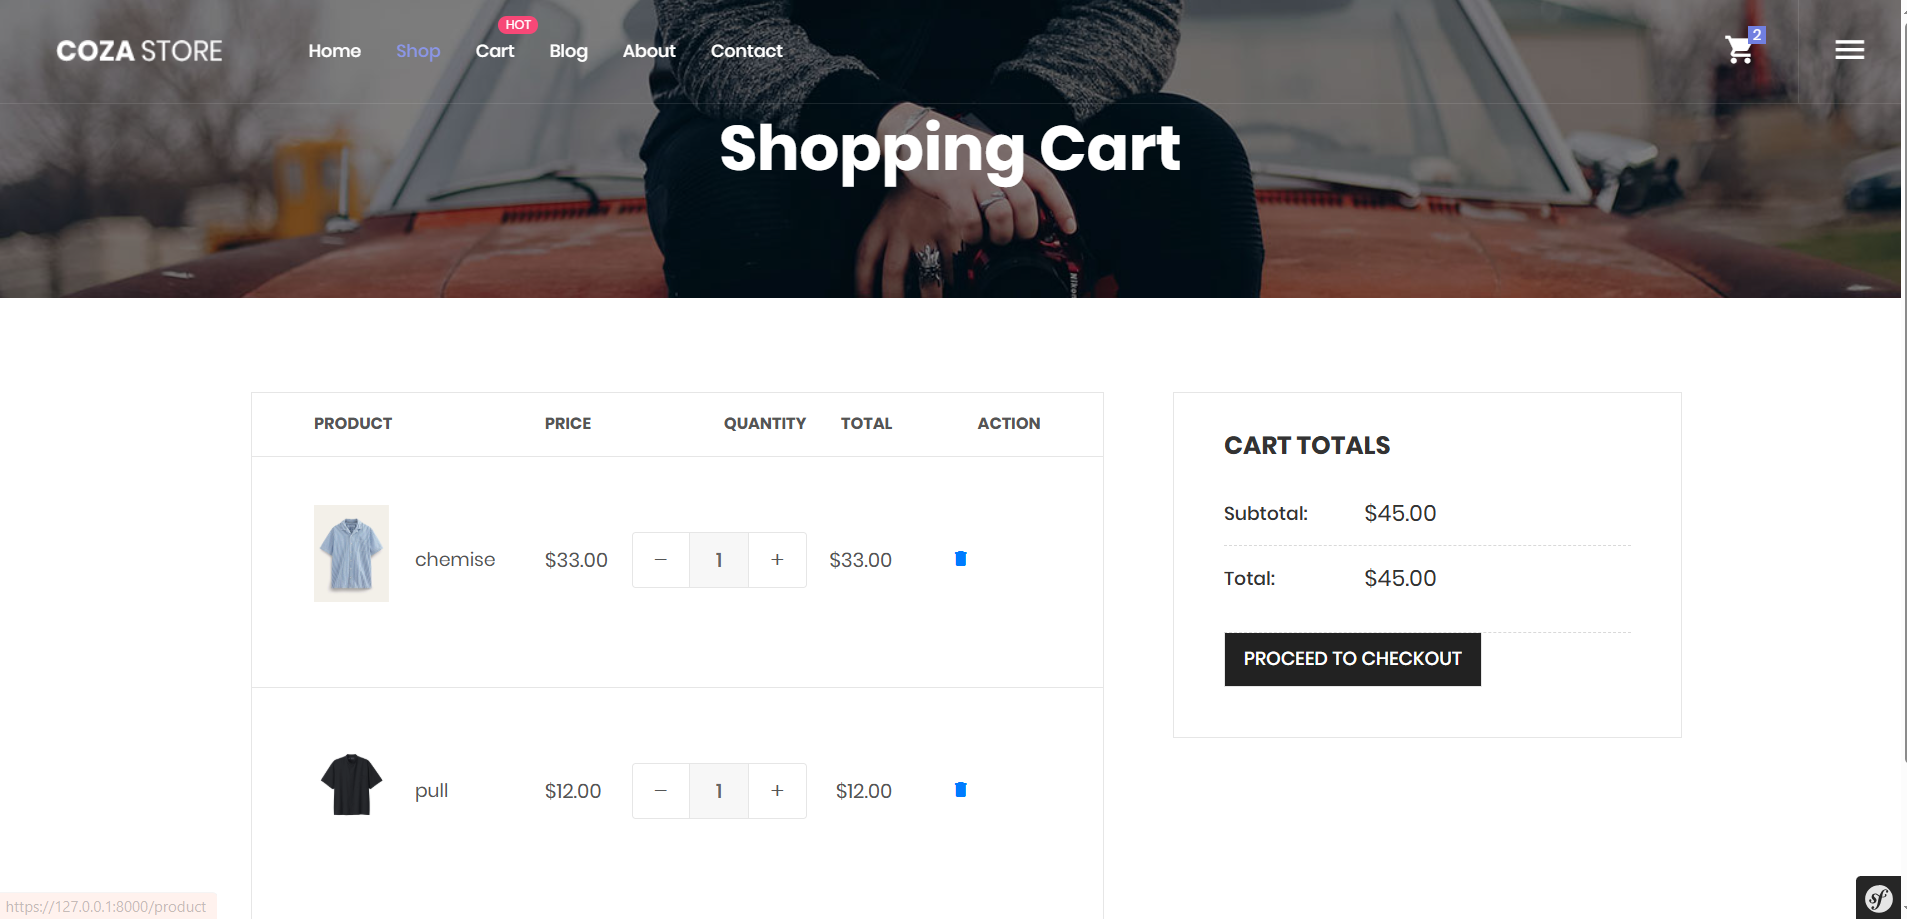 HOT
COZA STORE Home Shop Cart Blog About Contact 2
Shopping Cart
Nikon
PRODUCT PRICE QUANTITY TOTAL ACTION
chemise $33.00 − 1 + $33.00
pull $12.00 − 1 + $12.00
CART TOTALS
Subtotal: $45.00
Total: $45.00
PROCEED TO CHECKOUT
https://127.0.0.1:8000/product
sf